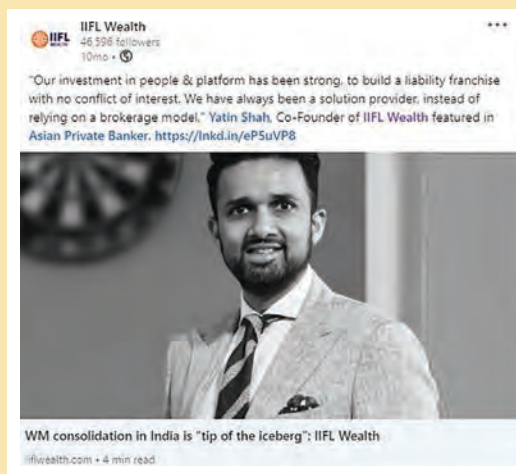 IIFL Wealth
IIFL
WEALTH
46,596 followers
10mo •
"Our investment in people & platform has been strong, to build a liability franchise
with no conflict of interest. We have always been a solution provider, instead of
relying on a brokerage model," Yatin Shah, Co-Founder of IIFL Wealth featured in
Asian Private Banker. https://lnkd.in/eP5uVP8
WM consolidation in India is "tip of the iceberg": IIFL Wealth
iiflwealth.com • 4 min read